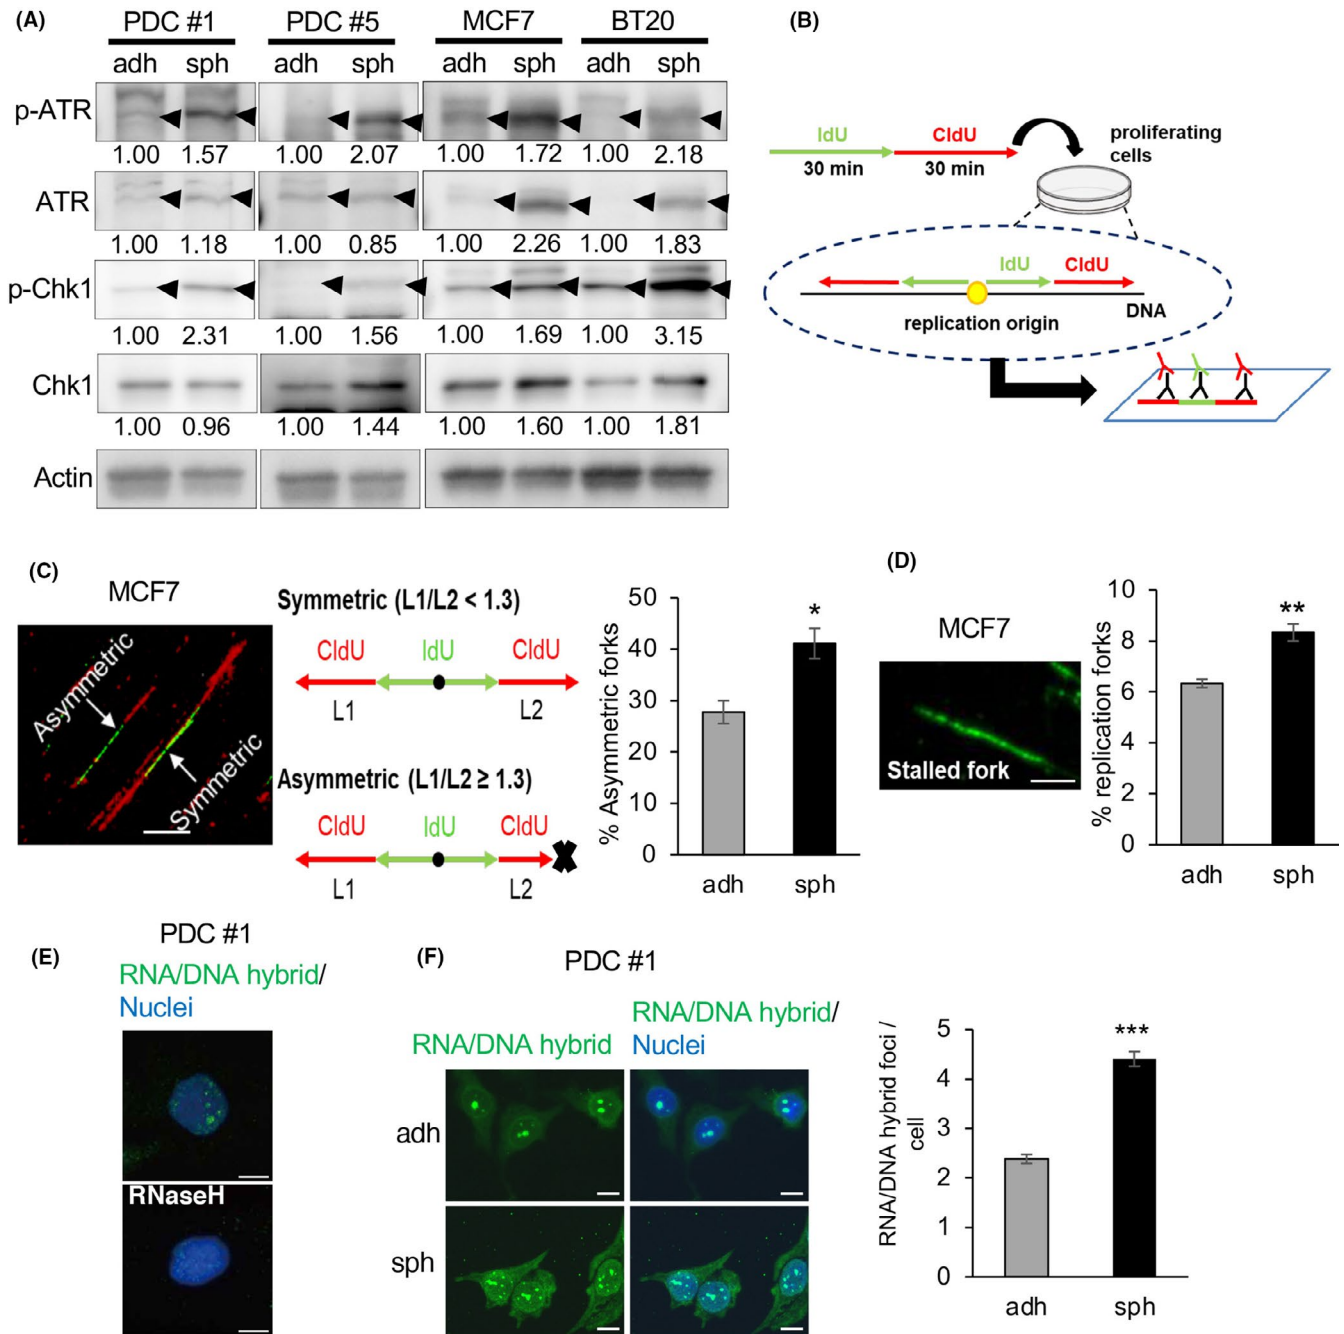 (A)
PDC #1 PDC #5 MCF7 BT20
adh sph adh sph adh sph adh sph
p-ATR
1.00 1.57 1.00 2.07 1.00 1.72 1.00 2.18
ATR
1.00 1.18 1.00 0.85 1.00 2.26 1.00 1.83
p-Chk1
1.00 2.31 1.00 1.56 1.00 1.69 1.00 3.15
Chk1
1.00 0.96 1.00 1.44 1.00 1.60 1.00 1.81
Actin
(B)
IdU CldU
30 min 30 min
proliferating
cells
IdU CldU
replication origin
DNA
(C)
MCF7
Asymmetric
Symmetric
Symmetric (L1/L2 < 1.3)
CldU IdU CldU
L1 L2
Asymmetric (L1/L2 ≥ 1.3)
CldU IdU CldU
L1 L2
% Asymmetric forks
50
40
30
20
10
0
*
adh sph
(D)
MCF7
Stalled fork
% replication forks
10
8
6
4
2
0
**
adh sph
(E)
PDC #1
RNA/DNA hybrid/
Nuclei
RNaseH
(F)
PDC #1
RNA/DNA hybrid
RNA/DNA hybrid/
Nuclei
adh
sph
RNA/DNA hybrid foci /
cell
5
4
3
2
1
0
***
adh sph